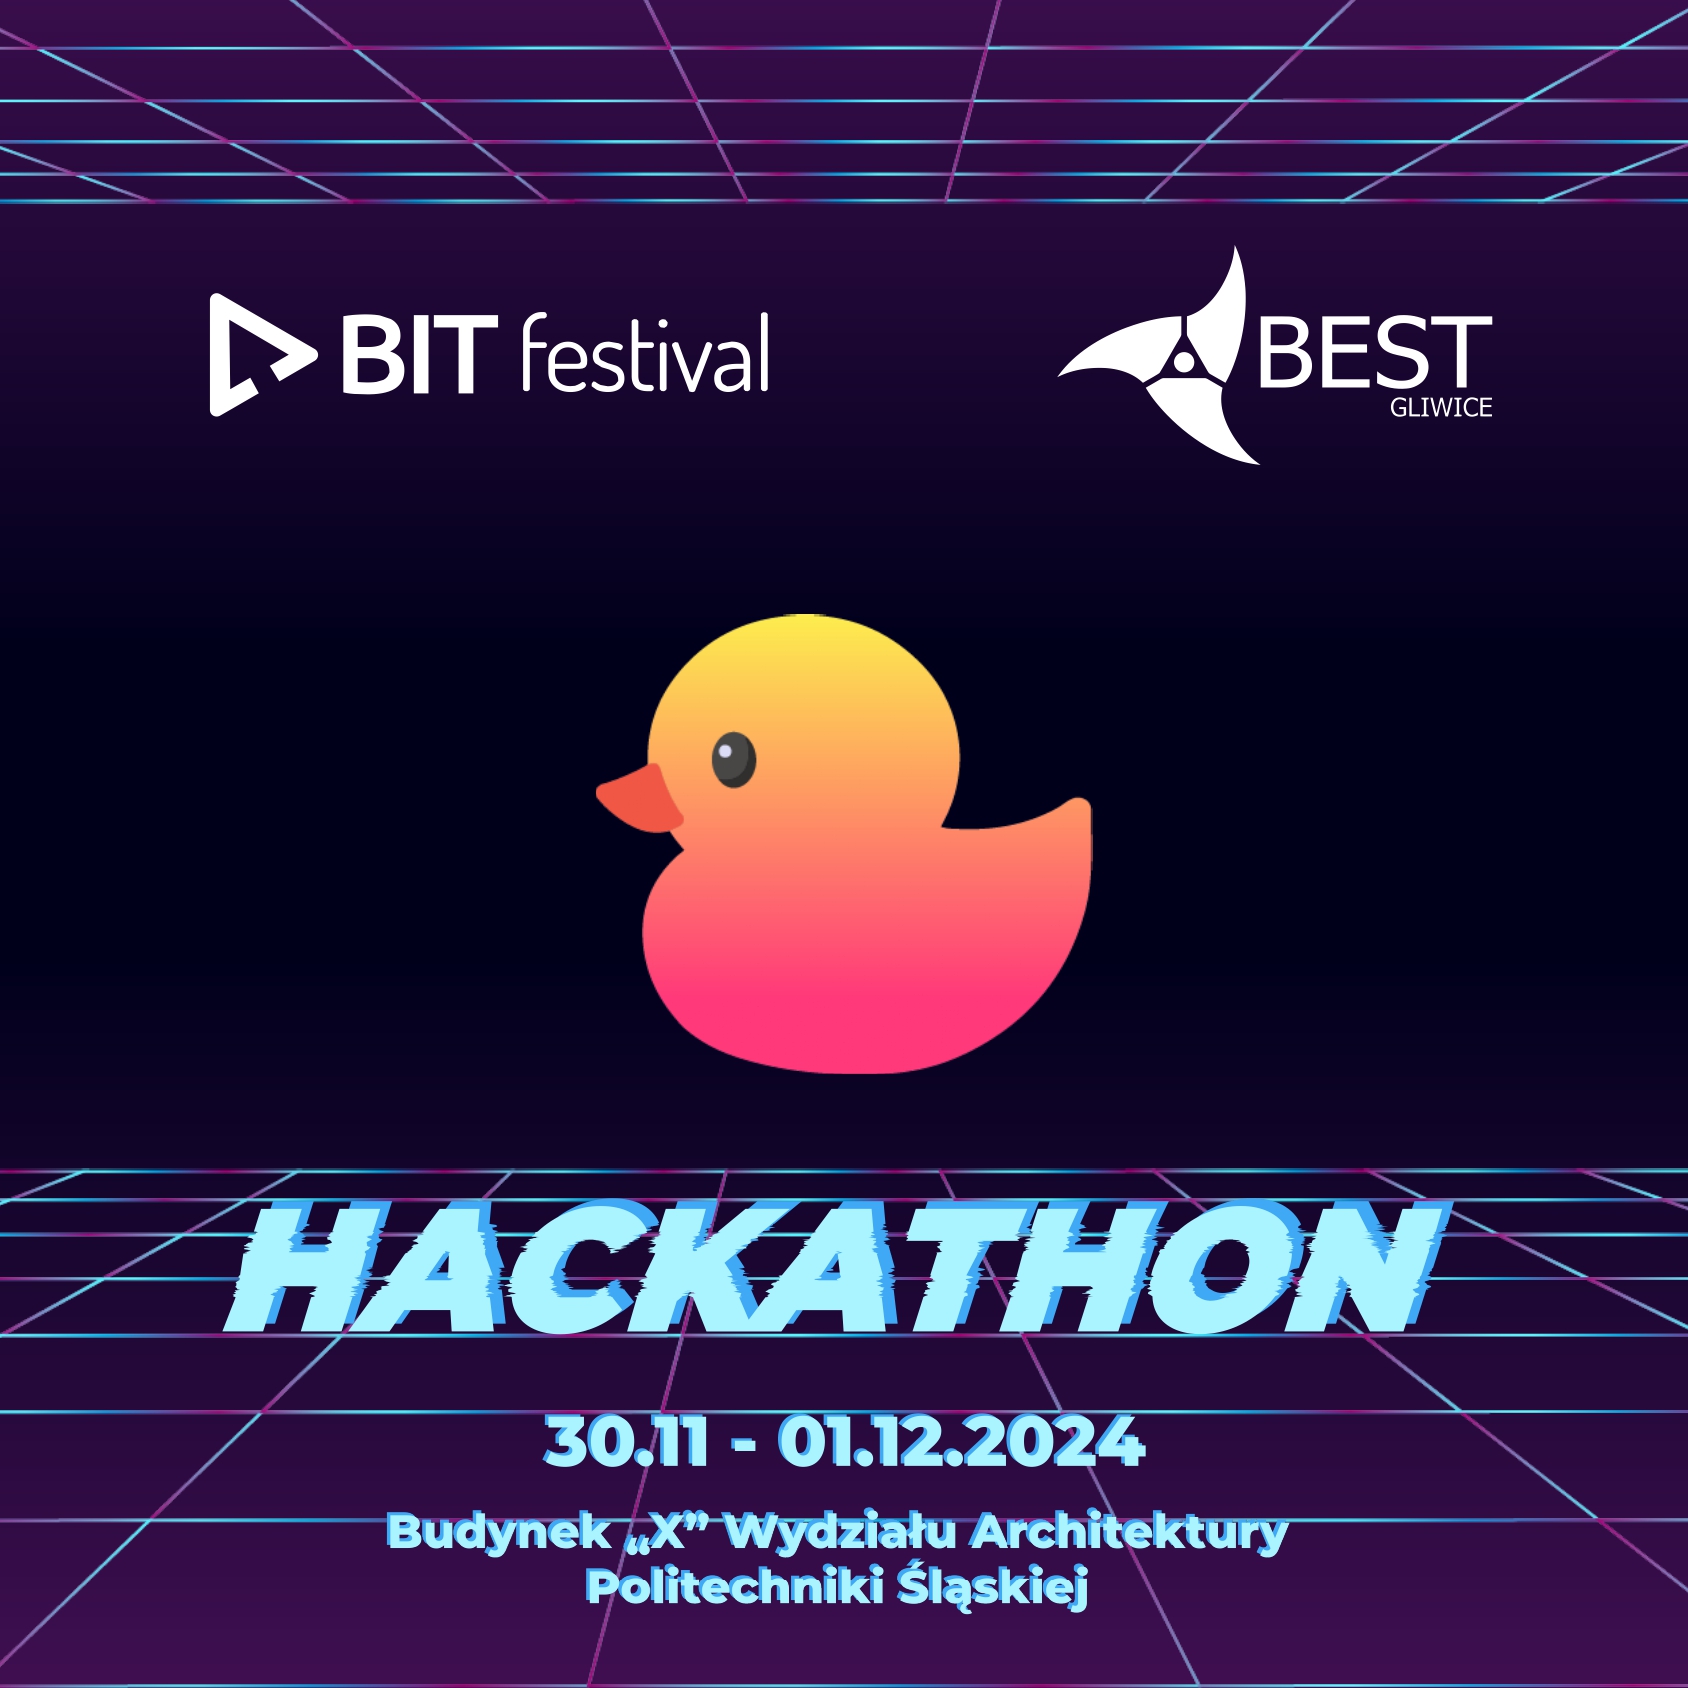 BIT festival
BEST
GLIWICE
HACKATHON
30.11 - 01.12.2024
Budynek „X” Wydziału Architektury
Politechniki Śląskiej